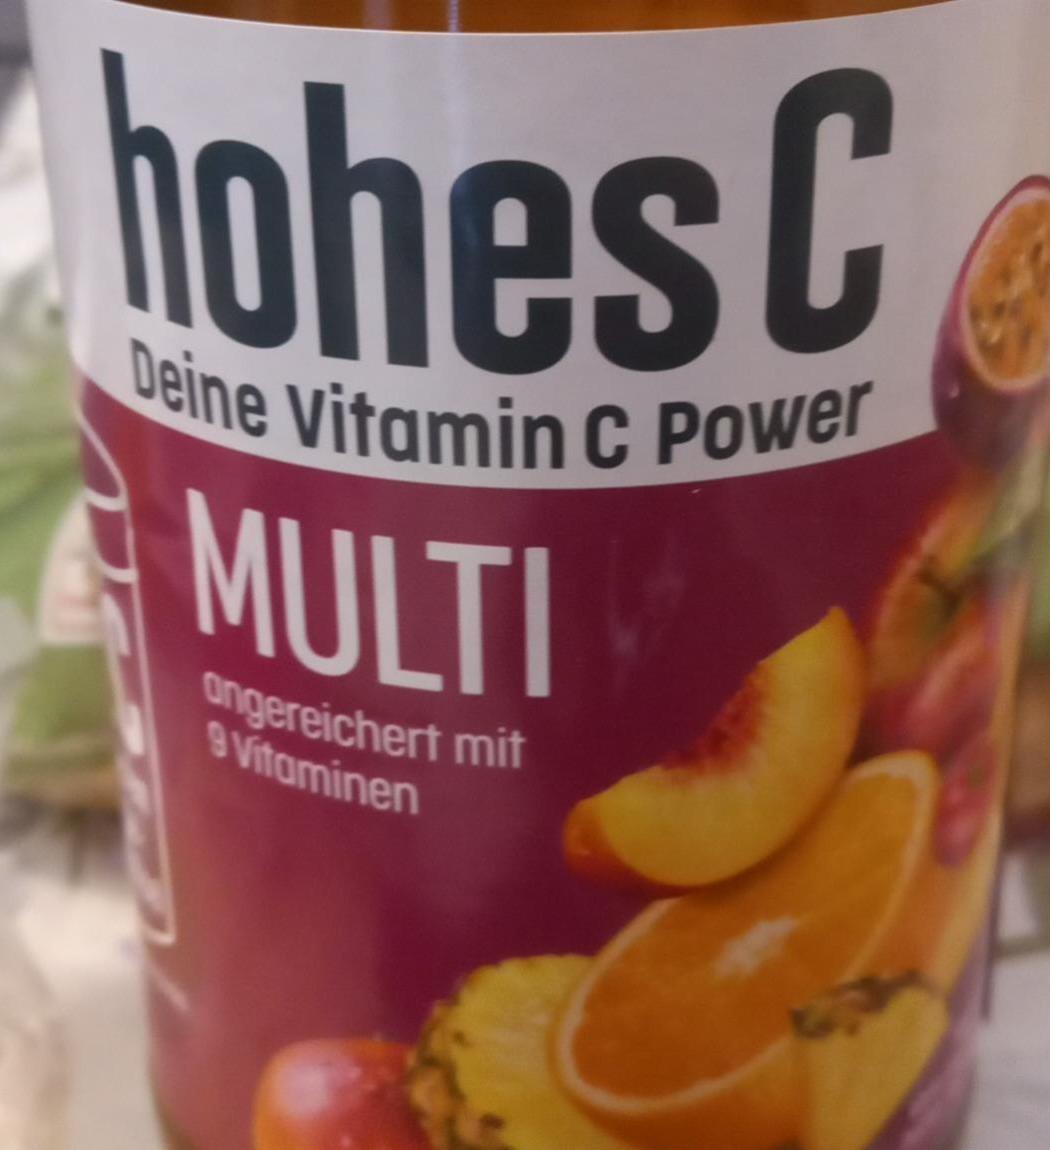 hohes C
Deine Vitamin C Power
MULTI
angereichert mit
9 Vitaminen